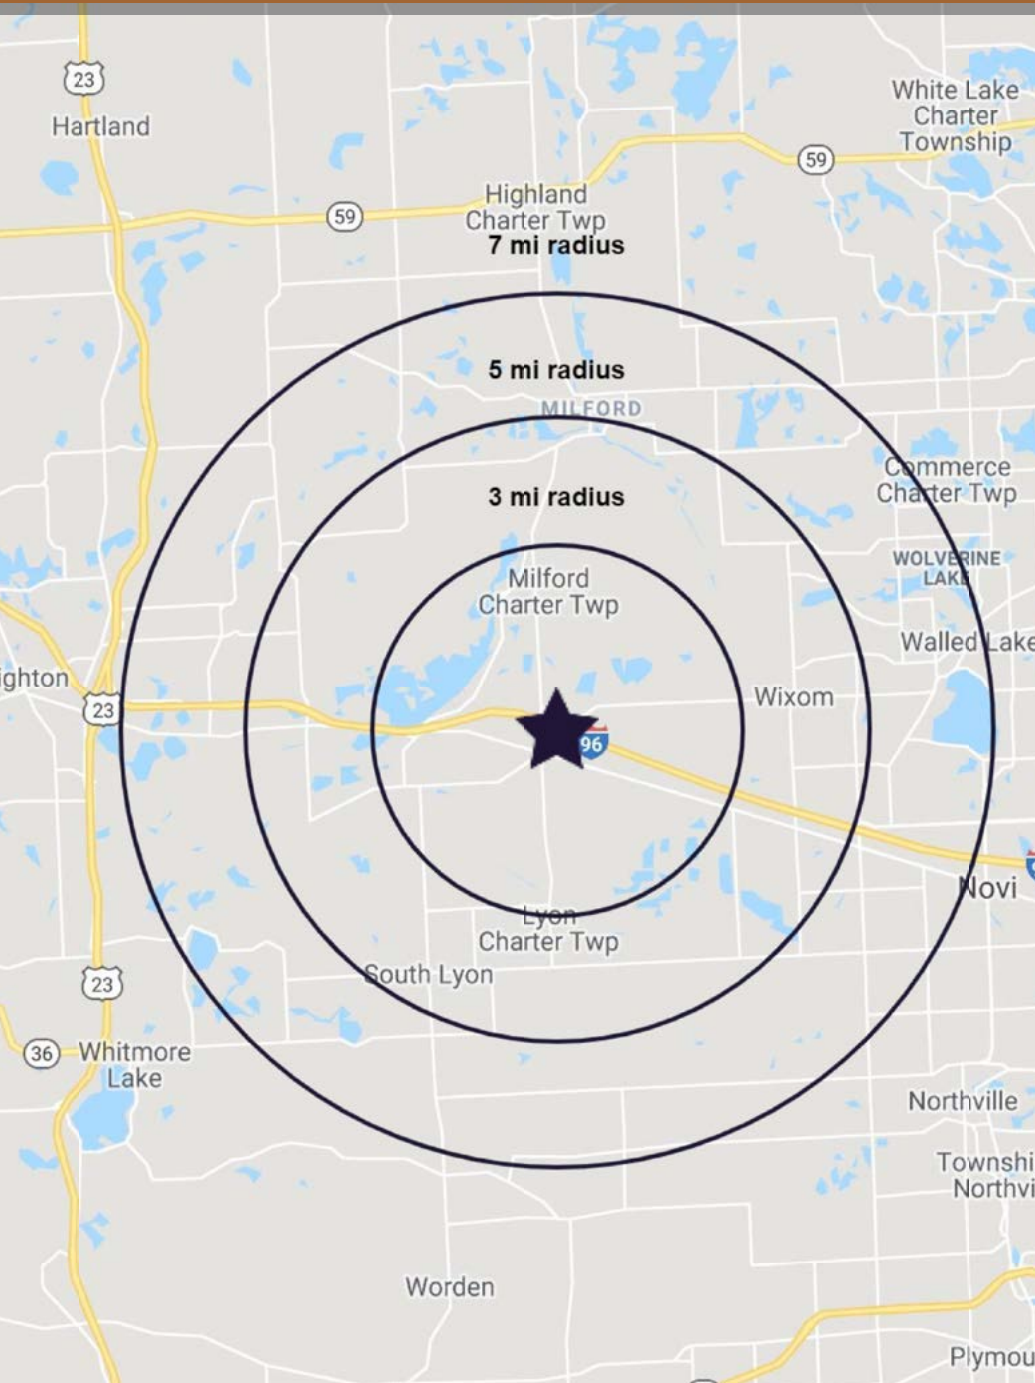 23
Hartland
White Lake
Charter
Township
59
Highland
Charter Twp
59
7 mi radius
5 mi radius
MILFORD
Commerce
Charter Twp
3 mi radius
WOLVERINE
LAKE
Milford
Charter Twp
Walled Lake
ighton
Wixom
23
96
Novi
Lyon
Charter Twp
South Lyon
23
36
Whitmore
Lake
Northville
Townshi
Northvi
Worden
Plymou